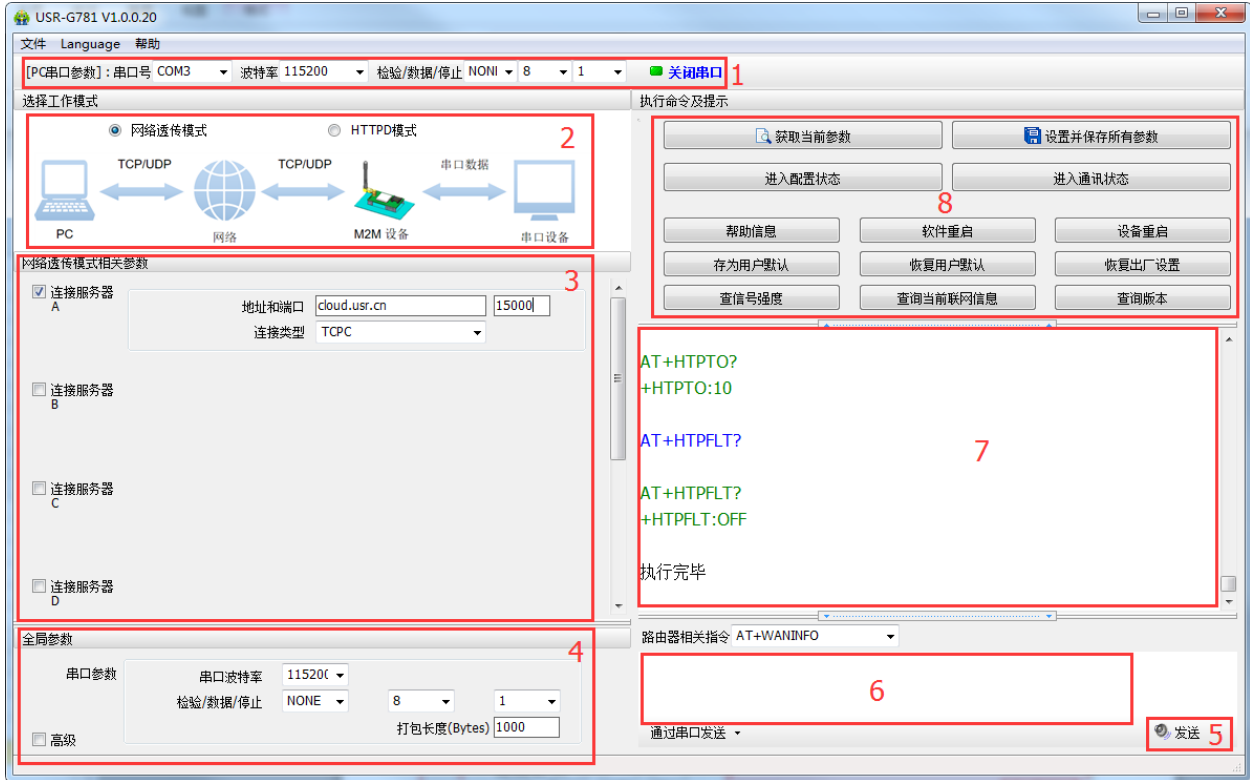 USR-G781 V1.0.0.20
文件 Language 帮助
[PC串口参数]：串口号 COM3 波特率 115200 检验/数据/停止 NONI 8 1 关闭串口 1
选择工作模式
网络透传模式 HTTPD模式 2
TCP/UDP TCP/UDP 串口数据
PC 网络 M2M 设备 串口设备
网络透传模式相关参数
3
连接服务器
A
地址和端口 cloud.usr.cn 15000
连接类型 TCPC
连接服务器
B
连接服务器
C
连接服务器
D
全局参数
4
串口参数 串口波特率 11520(
检验/数据/停止 NONE 8 1
打包长度(Bytes) 1000
高级
执行命令及提示
获取当前参数 设置并保存所有参数
进入配置状态 进入通讯状态
8
帮助信息 软件重启 设备重启
存为用户默认 恢复用户默认 恢复出厂设置
查信号强度 查询当前联网信息 查询版本
AT+HTPTO?
+HTPTO:10
AT+HTPFLT?
7
AT+HTPFLT?
+HTPFLT:OFF
执行完毕
路由器相关指令 AT+WANINFO
6
通过串口发送 发送 5